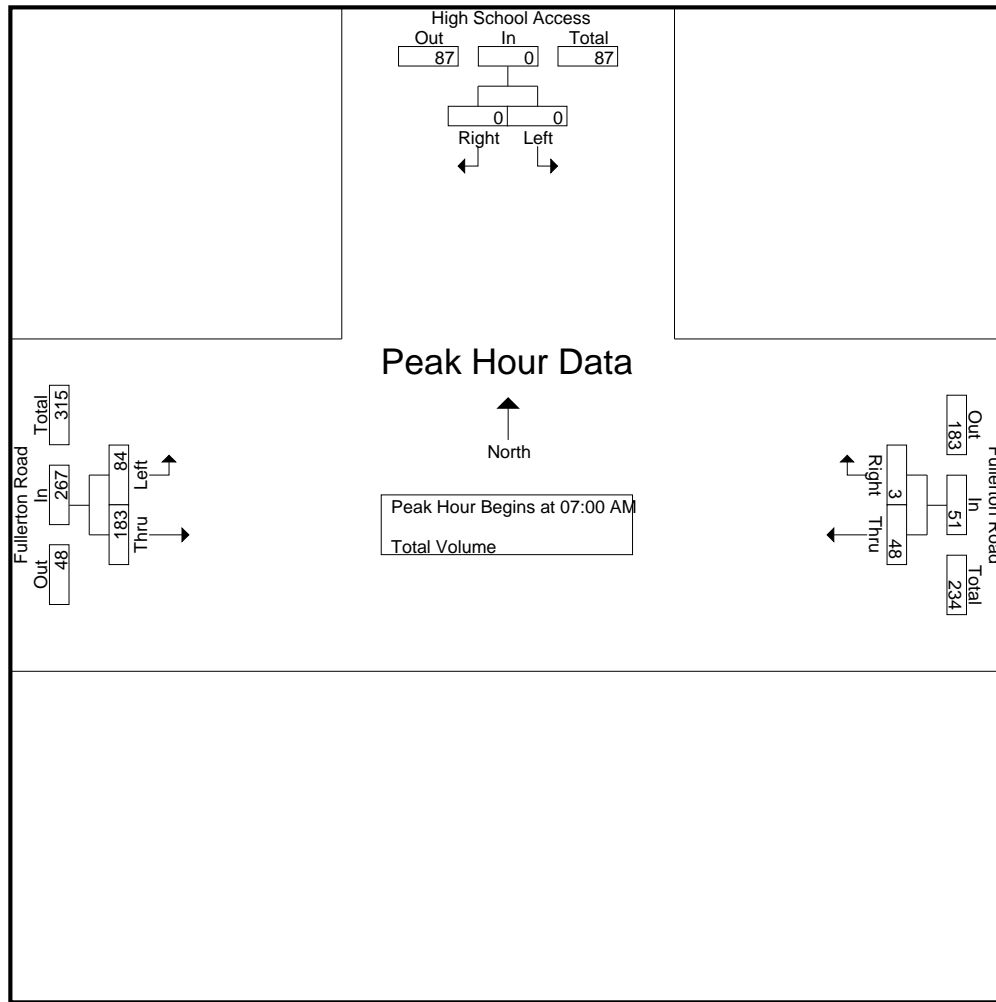 High School Access
Out In Total
87 0 87
0 0
Right Left
Peak Hour Data
North
Peak Hour Begins at 07:00 AM
Total Volume
Fullerton Road
Out In Total
48 267 315
183 84
Thru Left
Fullerton Road
Out In Total
183 51 234
3 48
Right Thru